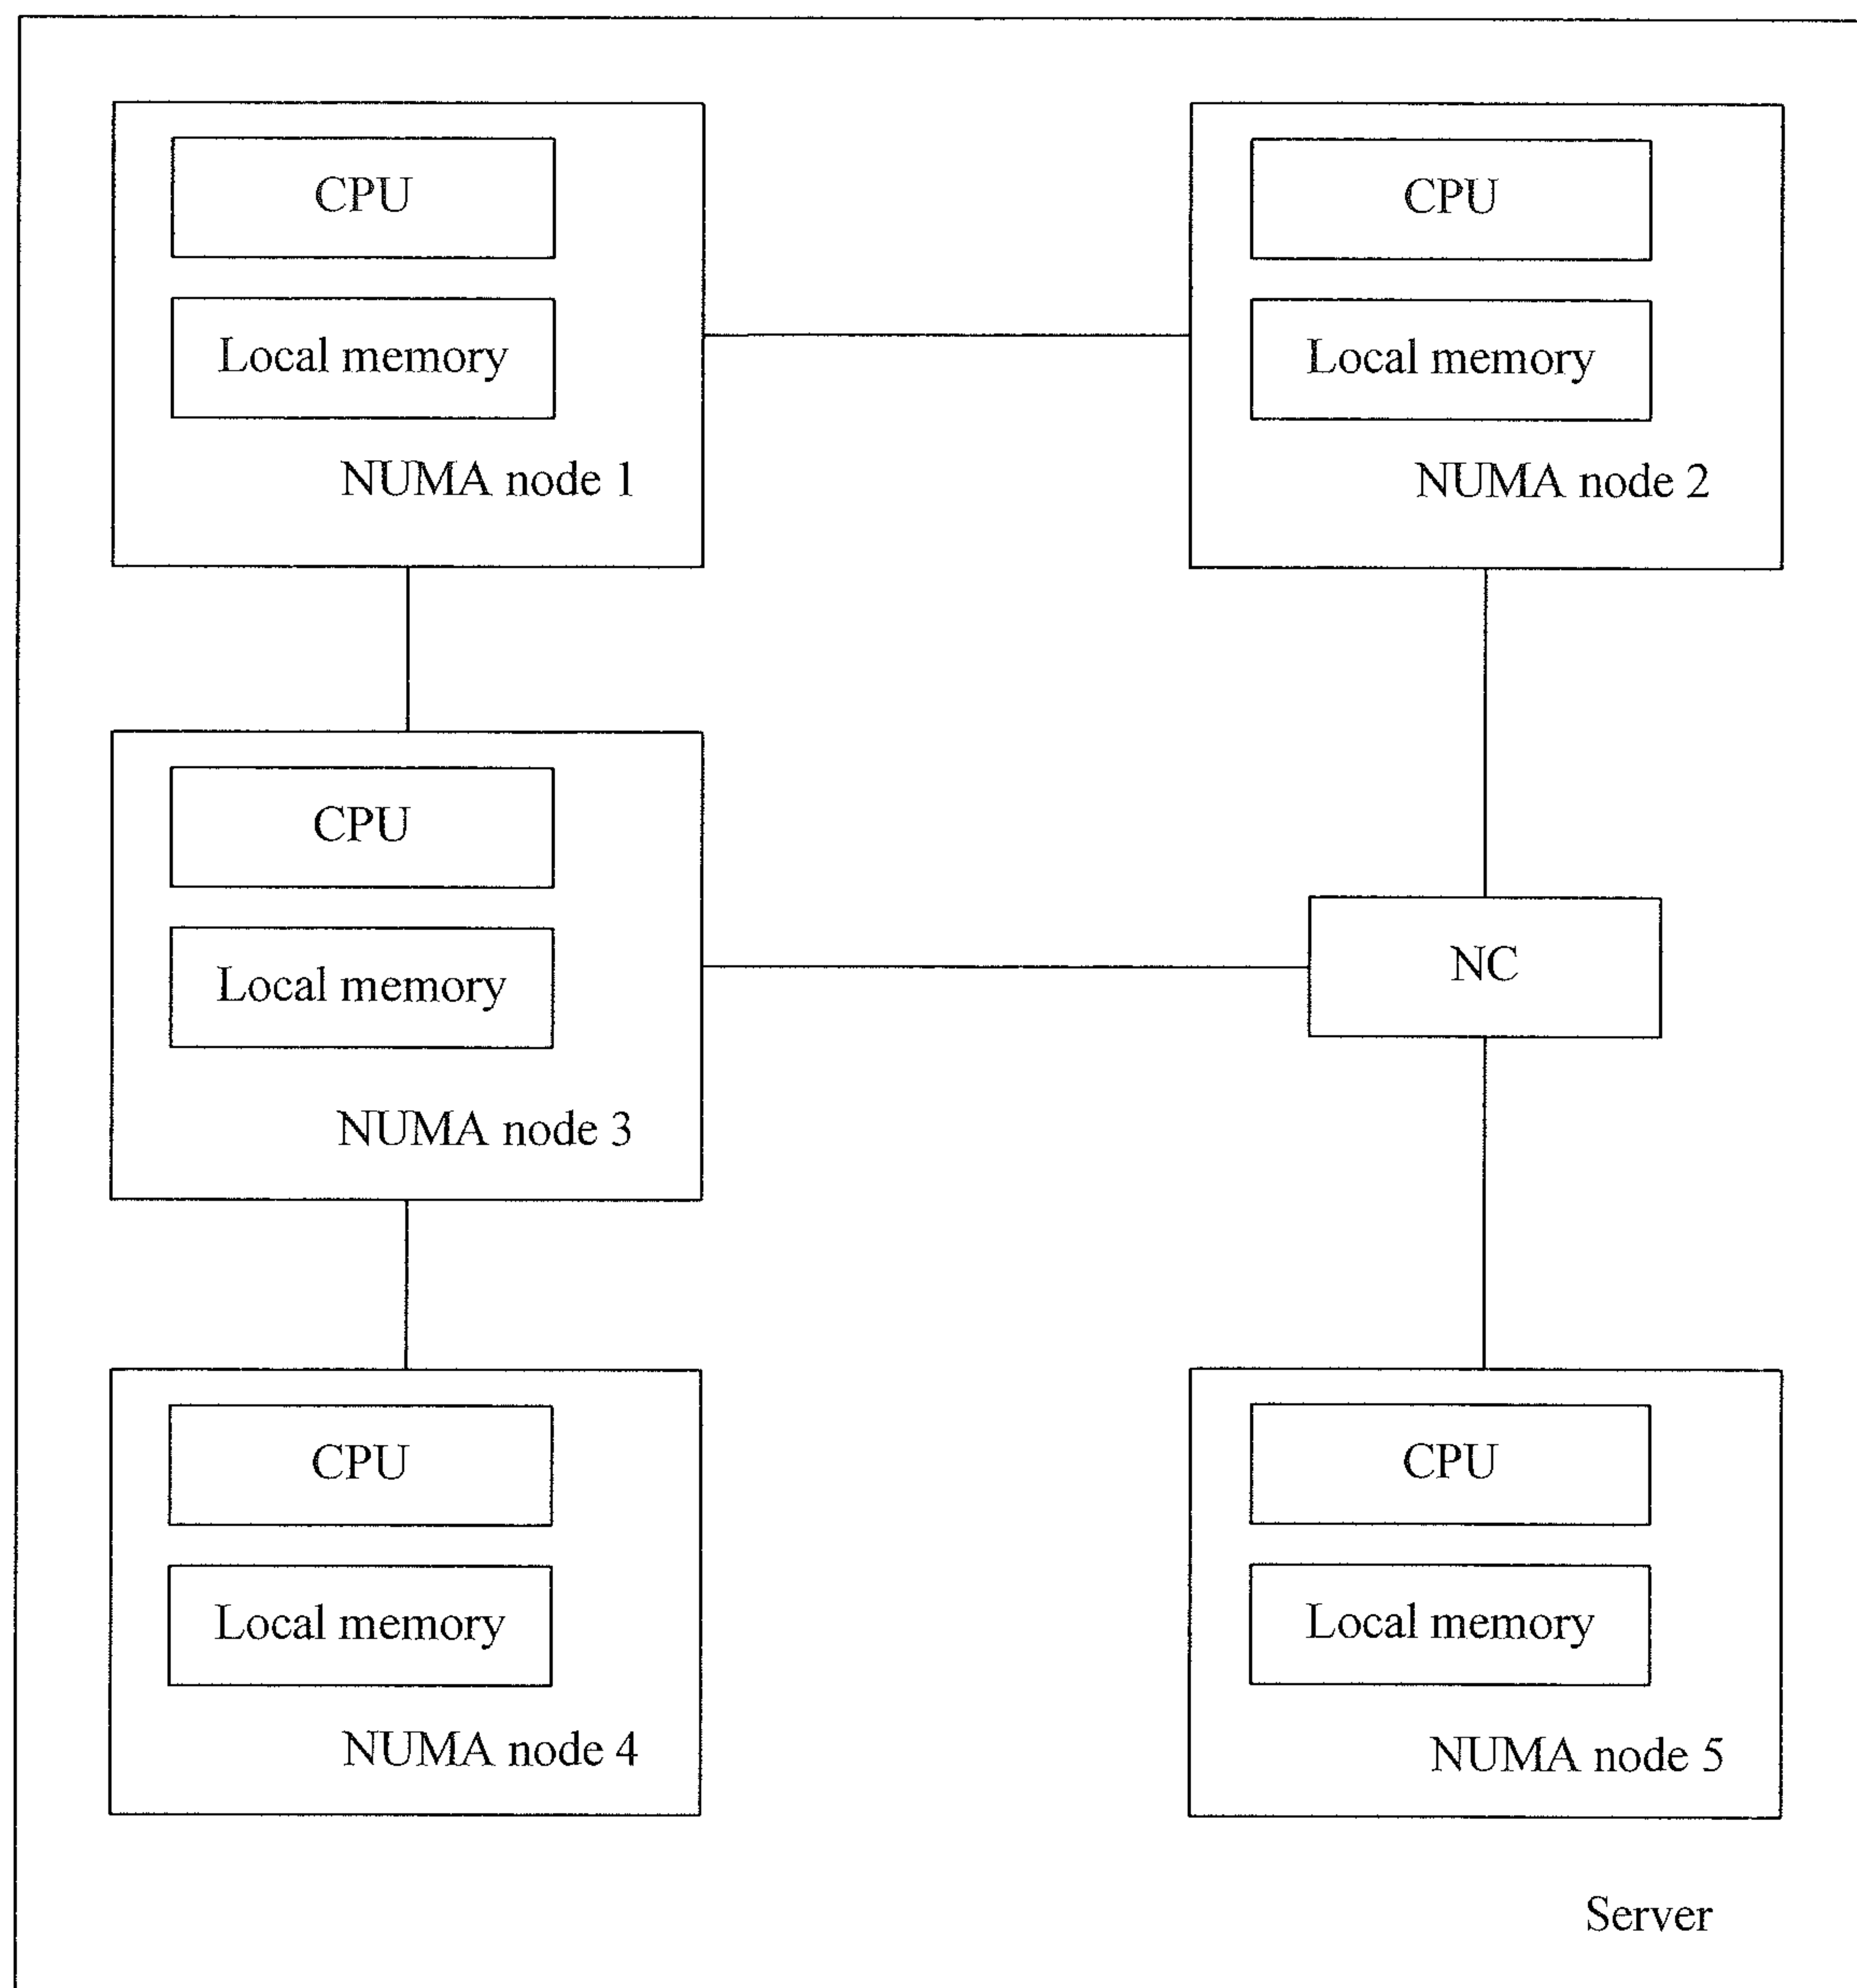 CPU
Local memory
NUMA node 1
CPU
Local memory
NUMA node 2
CPU
Local memory
NUMA node 3
NC
CPU
Local memory
NUMA node 4
CPU
Local memory
NUMA node 5
Server